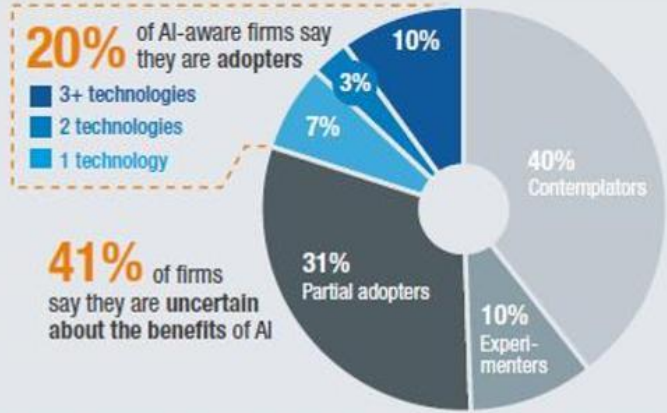 20% of AI-aware firms say
they are adopters
3+ technologies
2 technologies
1 technology
10%
3%
7%
40%
Contemplators
31%
Partial adopters
10%
Experi-
menters
41% of firms
say they are uncertain
about the benefits of AI